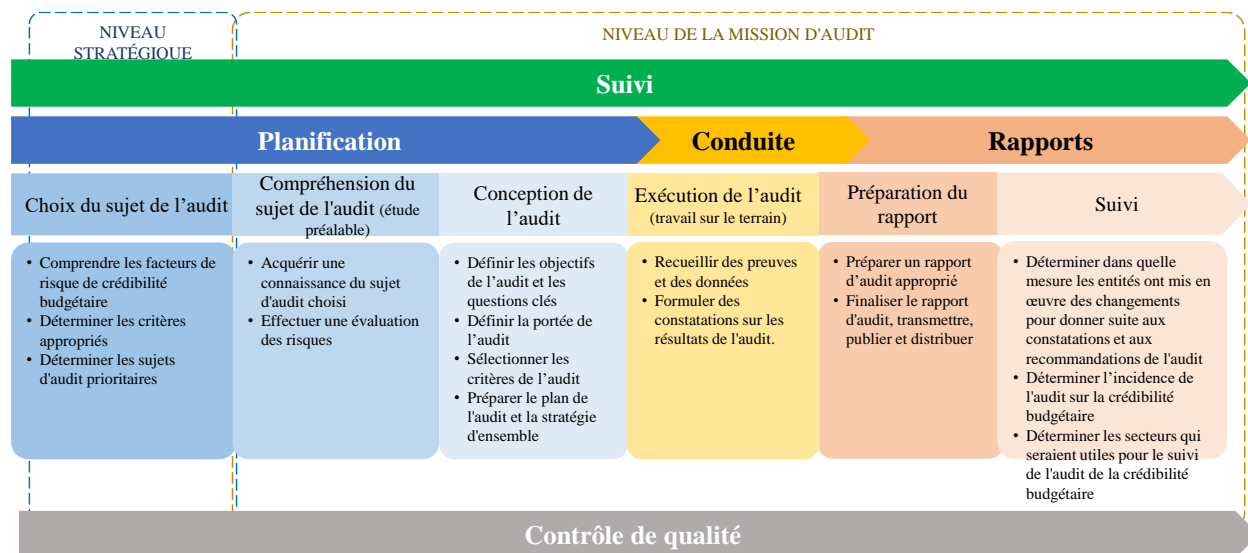 NIVEAU
STRATÉGIQUE
NIVEAU DE LA MISSION D'AUDIT
Suivi
Planification
Conduite
Rapports
Choix du sujet de l’audit
Compréhension du
sujet de l'audit (étude
préalable)
Conception de
l’audit
Exécution de l’audit
(travail sur le terrain)
Préparation du
rapport
Suivi
• Comprendre les facteurs de
risque de crédibilité
budgétaire
• Déterminer les critères
appropriés
• Déterminer les sujets
d'audit prioritaires
• Acquérir une
connaissance du sujet
d'audit choisi
• Effectuer une évaluation
des risques
• Définir les objectifs
de l’audit et les
questions clés
• Définir la portée de
l’audit
• Sélectionner les
critères de l’audit
• Préparer le plan de
l'audit et la stratégie
d'ensemble
• Recueillir des preuves
et des données
• Formuler des
constatations sur les
résultats de l'audit.
• Préparer un rapport
d’audit approprié
• Finaliser le rapport
d'audit, transmettre,
publier et distribuer
• Déterminer dans quelle
mesure les entités ont mis en
œuvre des changements
pour donner suite aux
constatations et aux
recommandations de l'audit
• Déterminer l’incidence de
l'audit sur la crédibilité
budgétaire
• Déterminer les secteurs qui
seraient utiles pour le suivi
de l'audit de la crédibilité
budgétaire
Contrôle de qualité